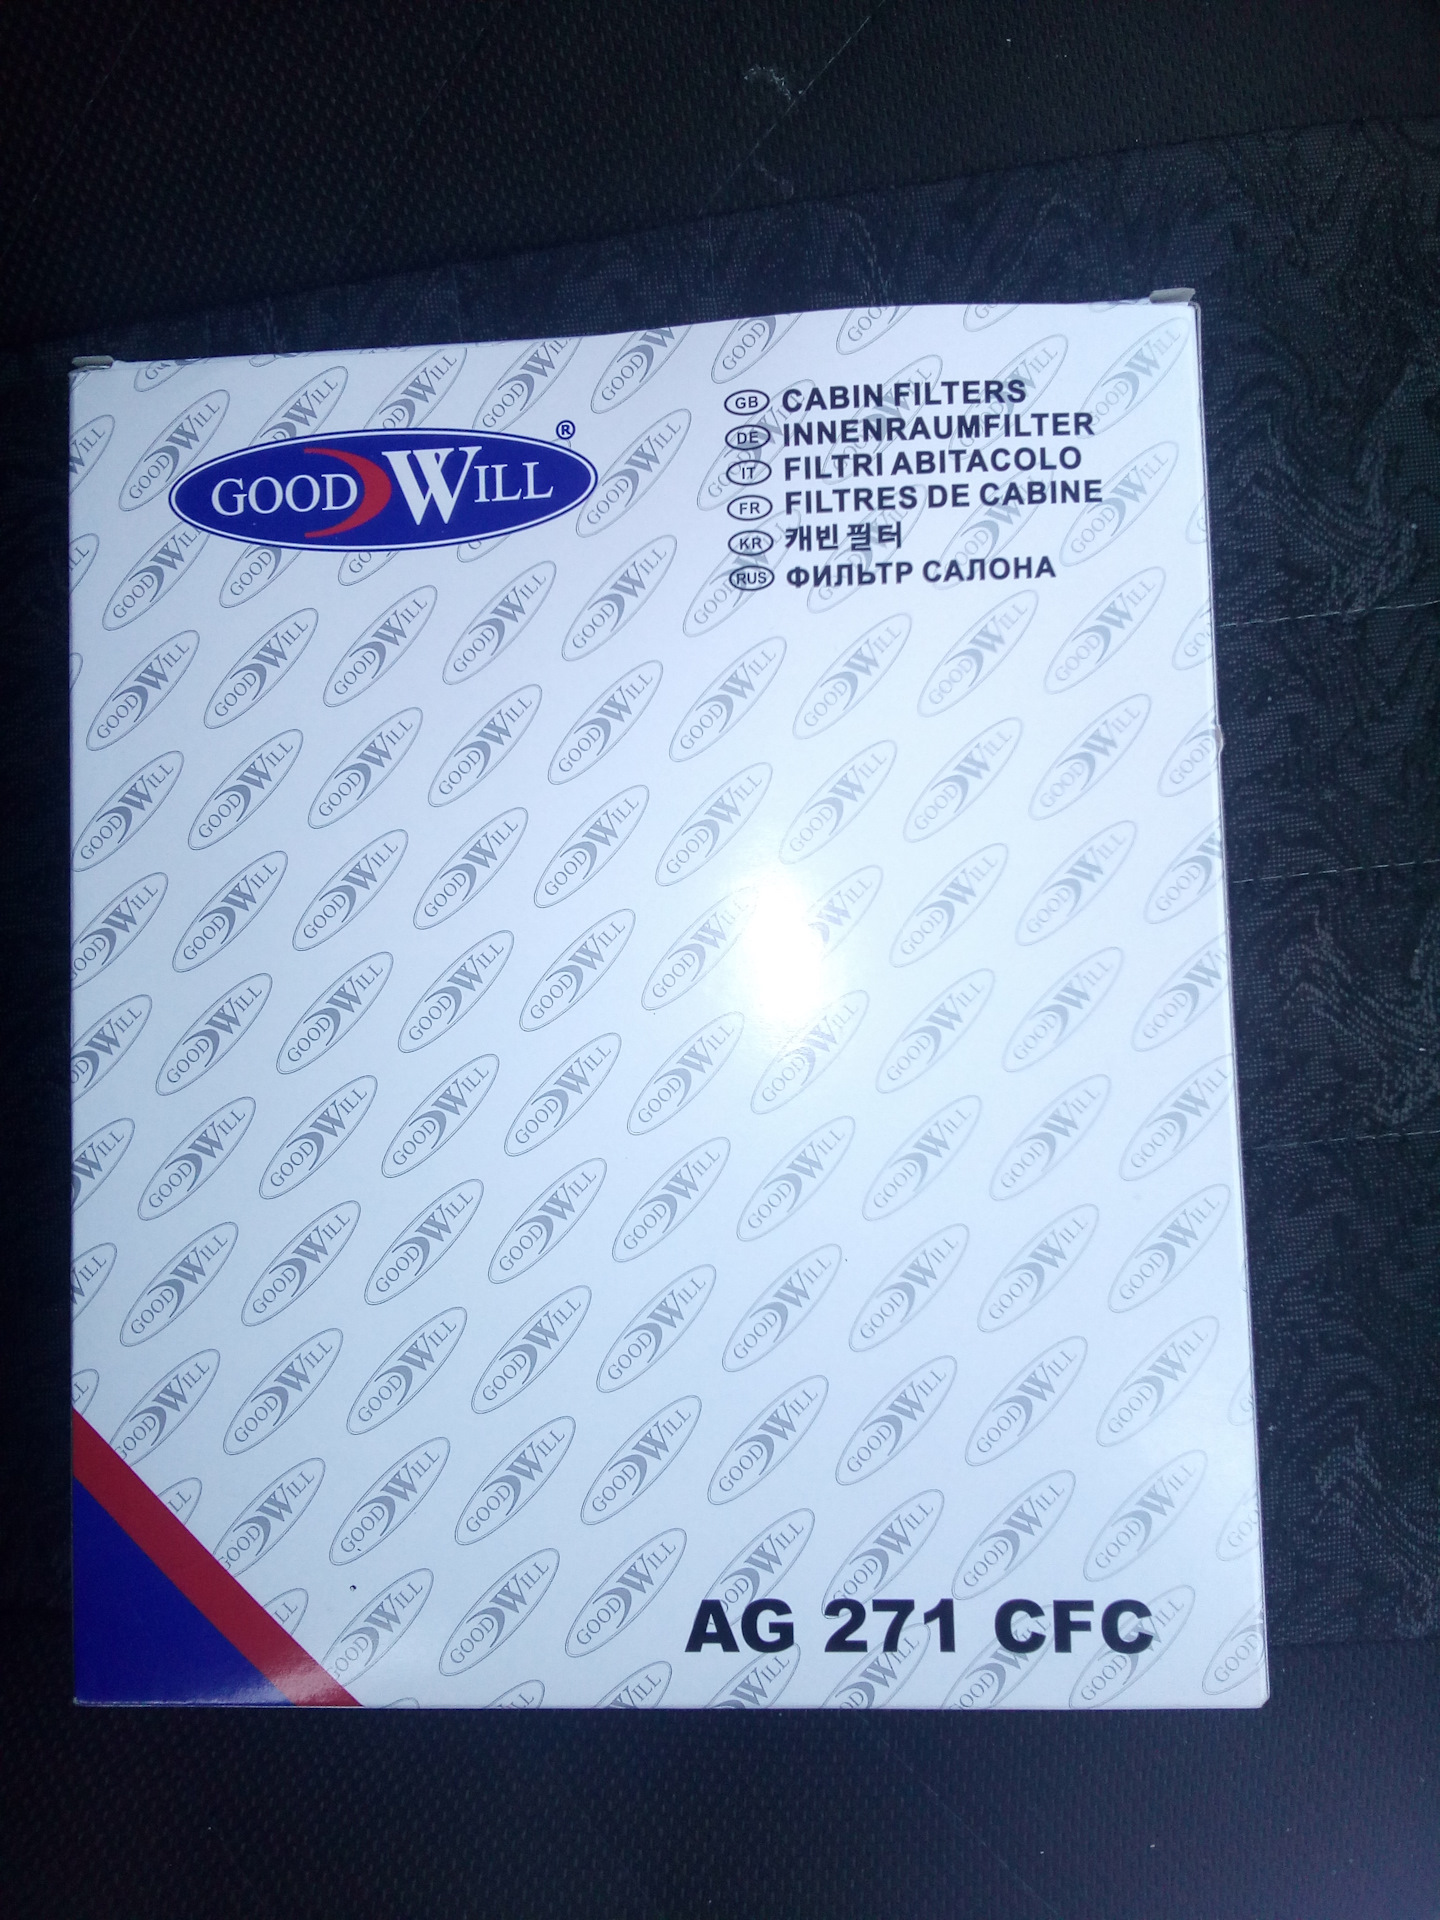 GOOD WILL ®
GB CABIN FILTERS
DE INNENRAUMFILTER
IT FILTRI ABITACOLO
FR FILTRES DE CABINE
KR 캐빈 필터
RUS ФИЛЬТР САЛОНА
AG 271 CFC